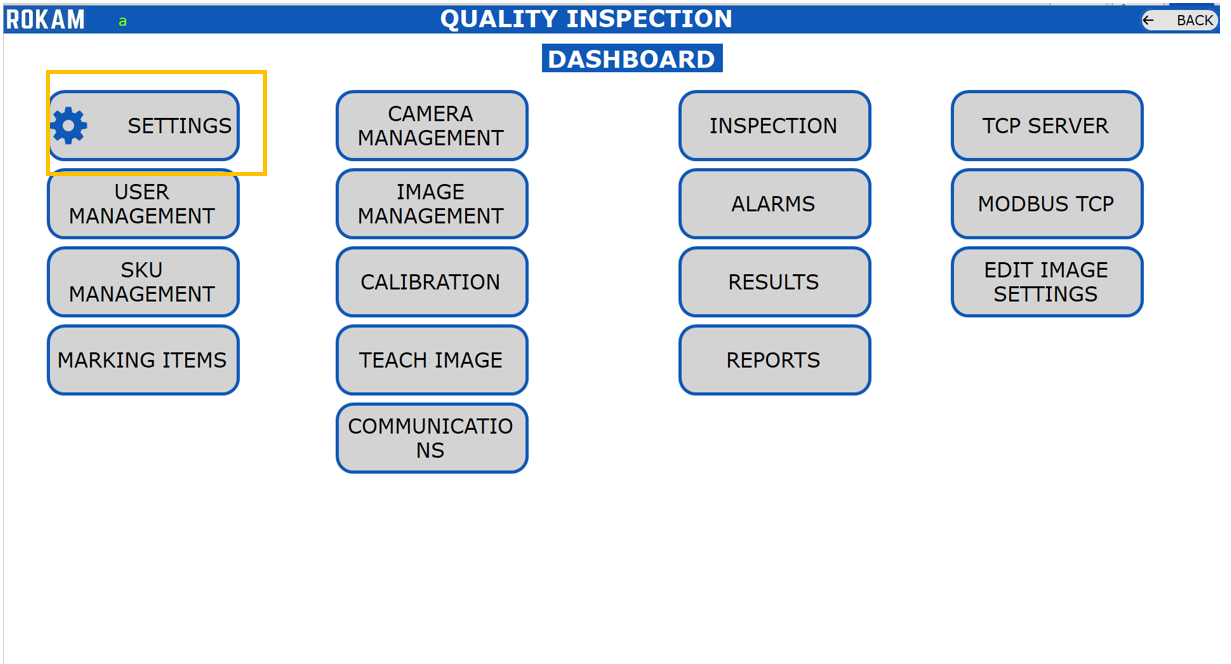 ROKAM
a
QUALITY INSPECTION
BACK
DASHBOARD
SETTINGS
USER
MANAGEMENT
SKU
MANAGEMENT
MARKING ITEMS
CAMERA
MANAGEMENT
IMAGE
MANAGEMENT
CALIBRATION
TEACH IMAGE
COMMUNICATIO
NS
INSPECTION
ALARMS
RESULTS
REPORTS
TCP SERVER
MODBUS TCP
EDIT IMAGE
SETTINGS